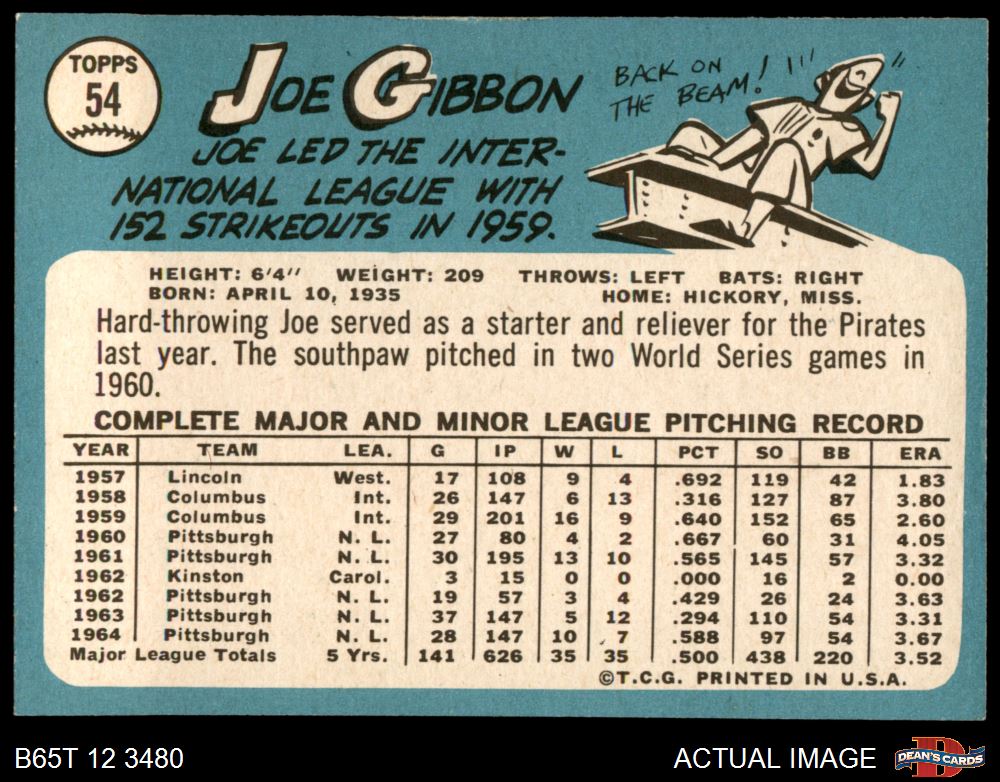 TOPPS
54
JOE GIBBON
BACK ON
THE BEAM!
JOE LED THE INTER-
NATIONAL LEAGUE WITH
152 STRIKEOUTS IN 1959.
HEIGHT: 6'4" WEIGHT: 209 THROWS: LEFT BATS: RIGHT
BORN: APRIL 10, 1935 HOME: HICKORY, MISS.
Hard-throwing Joe served as a starter and reliever for the Pirates
last year. The southpaw pitched in two World Series games in
1960.
COMPLETE MAJOR AND MINOR LEAGUE PITCHING RECORD
YEAR TEAM LEA. G IP W L PCT SO BB ERA
1957 Lincoln West. 17 108 9 4 .692 119 42 1.83
1958 Columbus Int. 26 147 6 13 .316 127 87 3.80
1959 Columbus Int. 29 201 16 9 .640 152 65 2.60
1960 Pittsburgh N. L. 27 80 4 2 .667 60 31 4.05
1961 Pittsburgh N. L. 30 195 13 10 .565 145 57 3.32
1962 Kinston Carol. 3 15 0 0 .000 16 2 0.00
1962 Pittsburgh N. L. 19 57 3 4 .429 26 24 3.63
1963 Pittsburgh N. L. 37 147 5 12 .294 110 54 3.31
1964 Pittsburgh N. L. 28 147 10 7 .588 97 54 3.67
Major League Totals 5 Yrs. 141 626 35 35 .500 438 220 3.52
©T.C.G. PRINTED IN U.S.A.
B65T 12 3480 ACTUAL IMAGE D DEAN'S CARDS